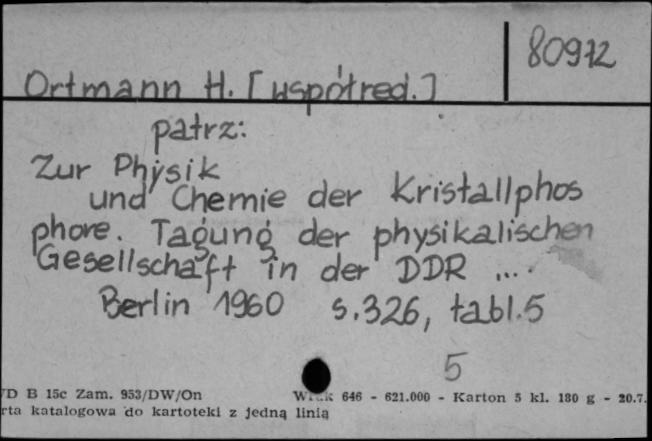 80972
Ortmann H. [współred.]
patrz:
Zur Physik
und Chemie der Kristallphos
phore. Tagung der physikalischen
Gesellschaft in der DDR ....
Berlin 1960 s.326, tabl.5
5
/D B 15c Zam. 953/DW/On 646 - 621.000 - Karton 5 kl. 180 g - 20.7.
rta katalogowa do kartoteki z jedną linią